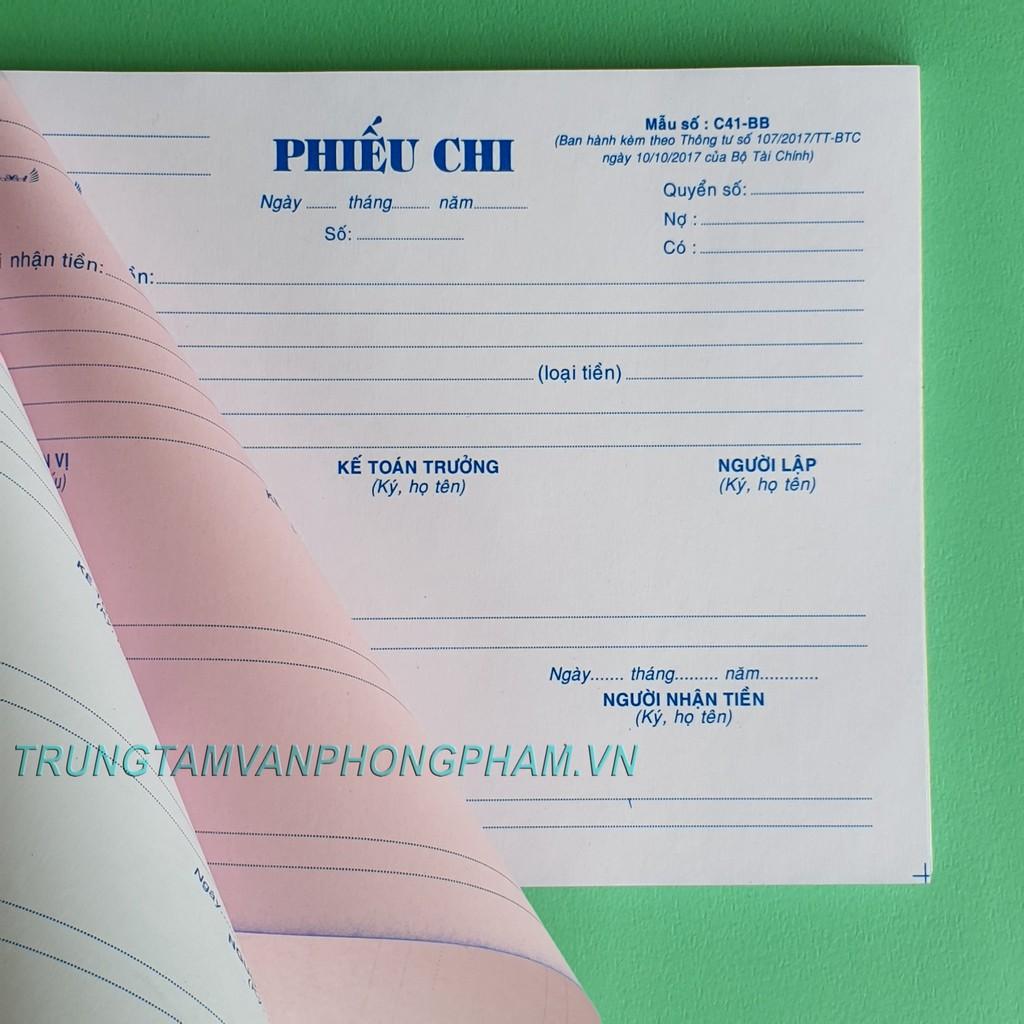 PHIẾU CHI
Ngày ........ tháng.......... năm...............
Số: ..............................
Mẫu số : C41-BB
(Ban hành kèm theo Thông tư số 107/2017/TT-BTC
ngày 10/10/2017 của Bộ Tài Chính)
Quyển số: ..............................
Nợ : ..............................
Có : ..............................
nhận tiền:
(loại tiền)
VỊ
KẾ TOÁN TRƯỞNG
(Ký, họ tên)
NGƯỜI LẬP
(Ký, họ tên)
Ngày....... tháng......... năm............
NGƯỜI NHẬN TIỀN
(Ký, họ tên)
TRUNGTAMVANPHONGPHAM.VN
Ngày